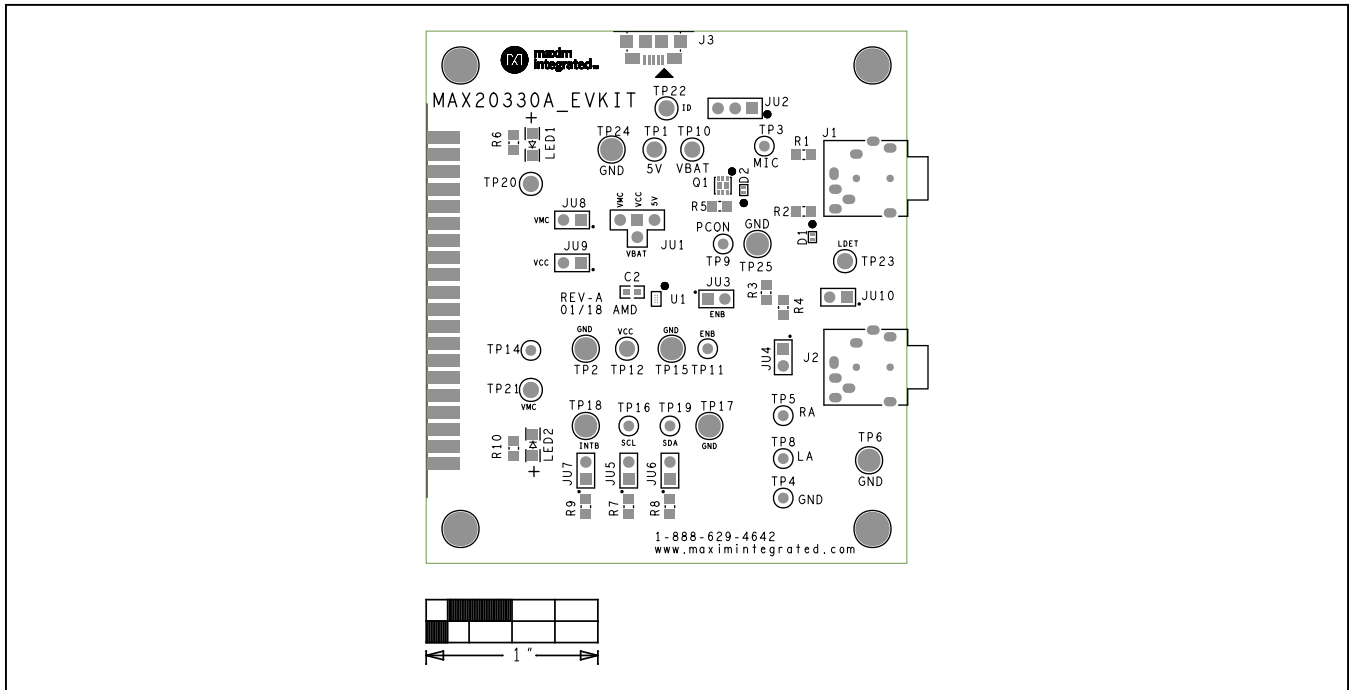 J3
maxim
integrated™
TP22
ID
JU2
MAX20330A_EVKIT
+
R6
LED1
TP24
TP1
TP10
TP3
R1
J1
GND
5V
VBAT
MIC
TP20
Q1
D2
R5
R2
JU8
VMC
VMC
VCC
5V
PCON
GND
D1
JU1
VBAT
JU9
VCC
TP9
TP25
LDET
TP23
C2
U1
JU3
ENB
R3
R4
JU10
REV-A
01/18
AMD
GND
VCC
GND
ENB
TP14
TP2
TP12
TP15
TP11
JU4
J2
TP21
VMC
TP18
TP16
TP19
TP17
TP5
RA
INTB
SCL
SDA
GND
R10
LED2
+
TP8
LA
TP6
GND
JU7
JU5
JU6
TP4
GND
R9
R7
R8
1-888-629-4642
www.maximintegrated.com
1"